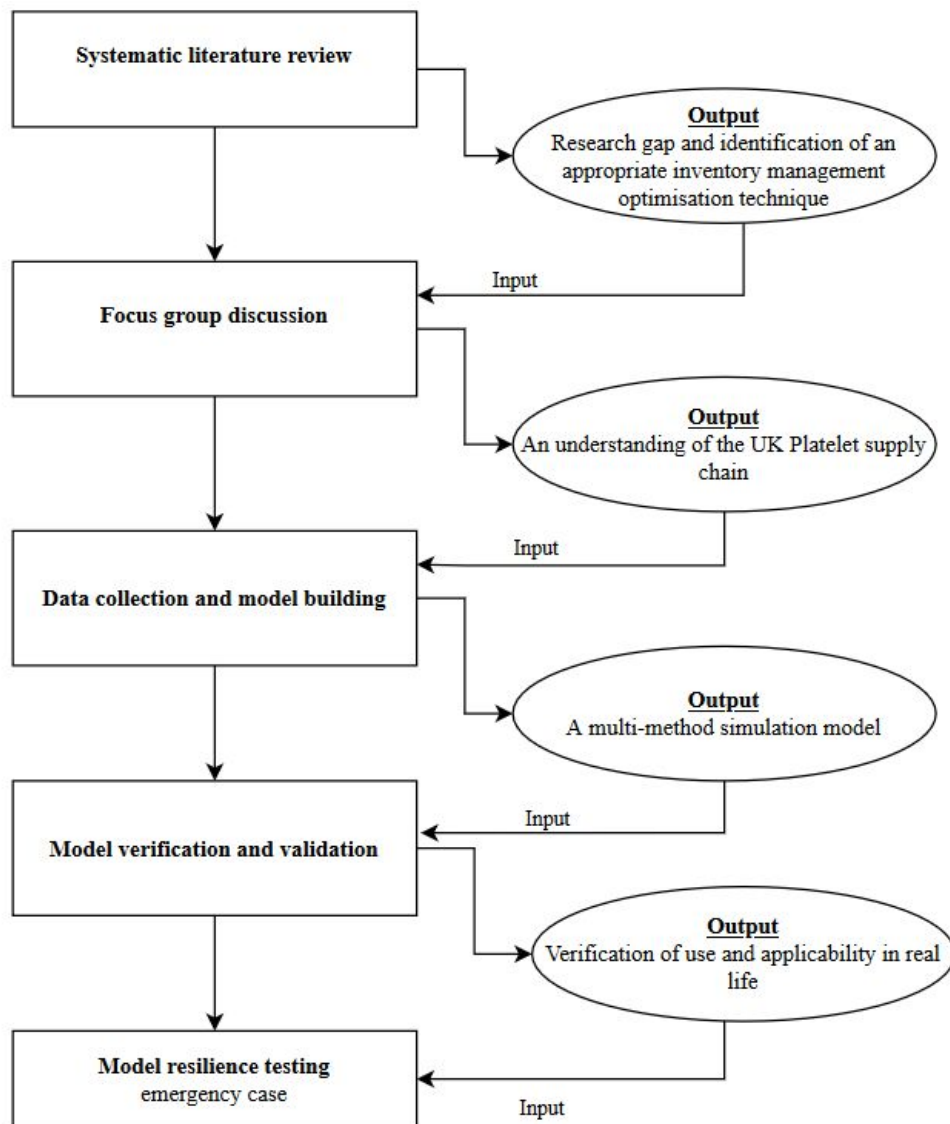 Systematic literature review
Output
Research gap and identification of an
appropriate inventory management
optimisation technique
Input
Focus group discussion
Output
An understanding of the UK Platelet supply
chain
Input
Data collection and model building
Output
A multi-method simulation model
Input
Model verification and validation
Output
Verification of use and applicability in real
life
Model resilience testing
emergency case
Input